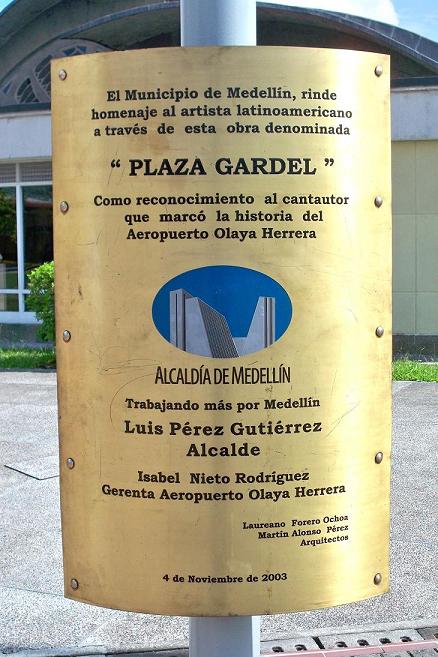 El Municipio de Medellín, rinde
homenaje al artista latinoamericano
a través de esta obra denominada
“ PLAZA GARDEL ”
Como reconocimiento al cantautor
que marcó la historia del
Aeropuerto Olaya Herrera
ALCALDÍA DE MEDELLÍN
Trabajando más por Medellín
Luis Pérez Gutiérrez
Alcalde
Isabel Nieto Rodríguez
Gerenta Aeropuerto Olaya Herrera
Laureano Forero Ochoa
Martín Alonso Pérez
Arquitectos
4 de Noviembre de 2003